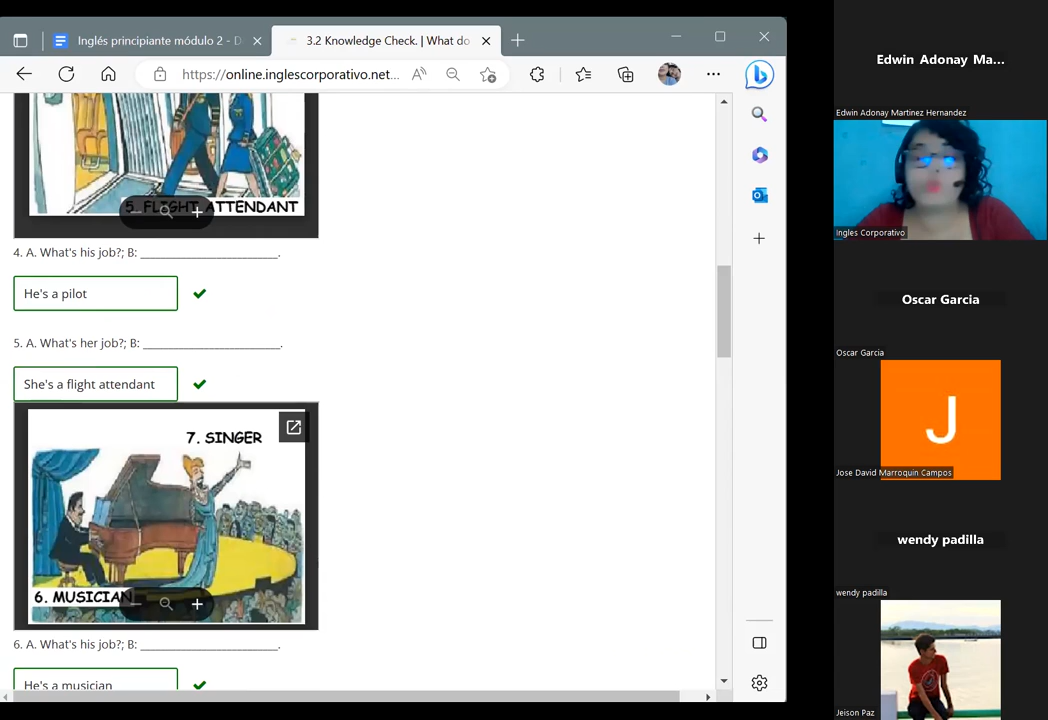 Inglés principiante módulo 2 - D
3.2 Knowledge Check. | What do
https://online.inglescorporativo.net...
5. FLIGHT ATTENDANT
4. A. What's his job?; B: ________________________.
He's a pilot
5. A. What's her job?; B: ________________________.
She's a flight attendant
7. SINGER
6. MUSICIAN
6. A. What's his job?; B: ________________________.
He's a musician
Edwin Adonay Ma...
Edwin Adonay Martinez Hernandez
Ingles Corporativo
Oscar Garcia
Oscar Garcia
J
Jose David Marroquin Campos
wendy padilla
wendy padilla
Jeison Paz